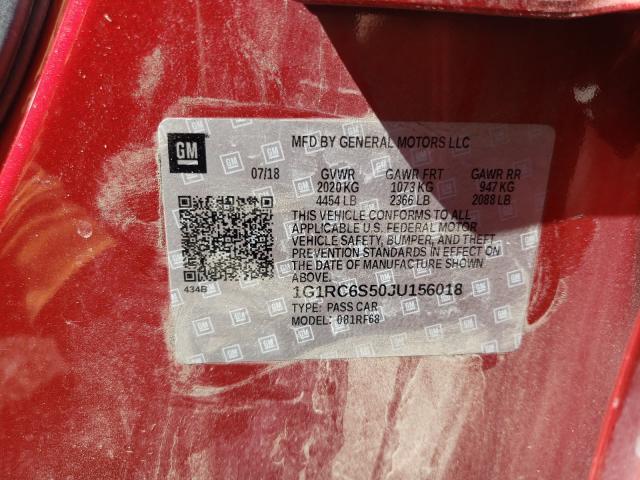 GM
MFD BY GENERAL MOTORS LLC
07/18 GVWR GAWR FRT GAWR RR
2020 KG 1073 KG 947 KG
4454 LB 2366 LB 2088 LB
THIS VEHICLE CONFORMS TO ALL
APPLICABLE U.S. FEDERAL MOTOR
VEHICLE SAFETY, BUMPER, AND THEFT
PREVENTION STANDARDS IN EFFECT ON
THE DATE OF MANUFACTURE SHOWN
ABOVE.
434B
1G1RC6S50JU156018
TYPE: PASS CAR
MODEL: 081RF68